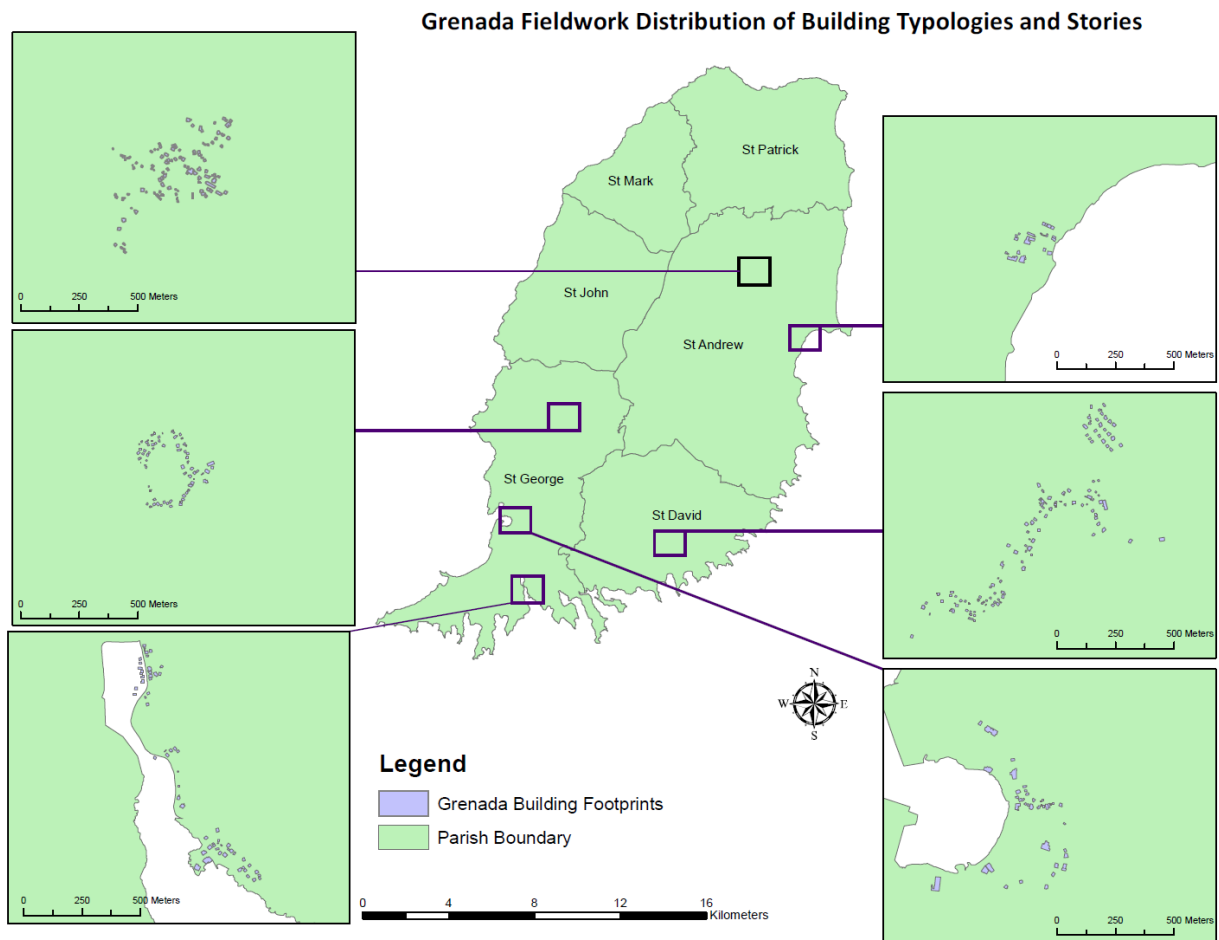 Grenada Fieldwork Distribution of Building Typologies and Stories
0 250 500 Meters
St Patrick
St Mark
St John
St Andrew
0 250 500 Meters
0 250 500 Meters
St George
St David
0 250 500 Meters
N
W E
S
Legend
Grenada Building Footprints
Parish Boundary
0 250 500 Meters
0 4 8 12 16
Kilometers
0 250 500 Meters